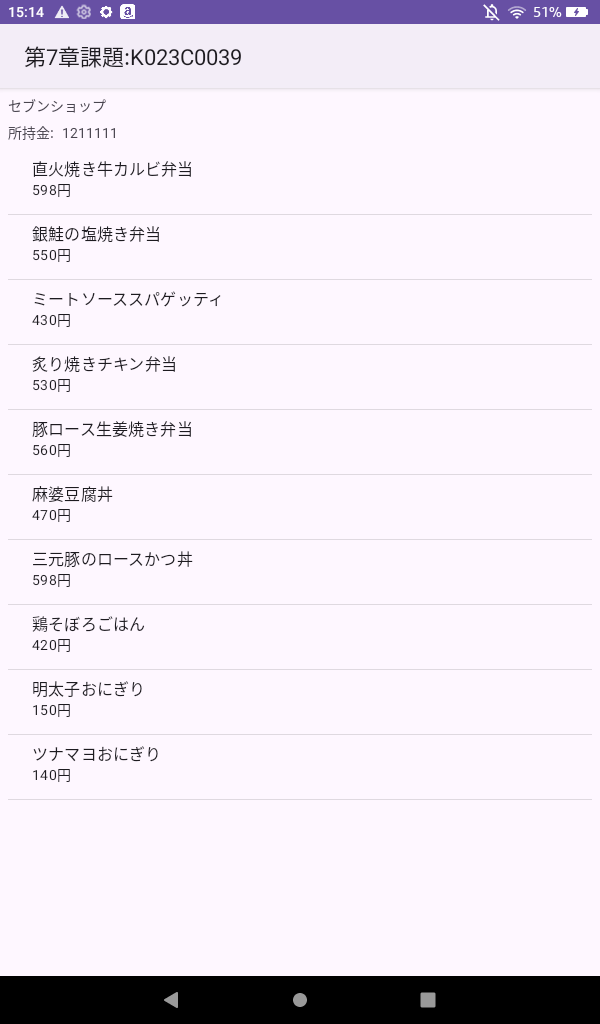 15:14
51%
第7章課題:K023C0039
セブンショップ
所持金: 1211111
直火焼き牛カルビ弁当
598円
銀鮭の塩焼き弁当
550円
ミートソーススパゲッティ
430円
炙り焼きチキン弁当
530円
豚ロース生姜焼き弁当
560円
麻婆豆腐丼
470円
三元豚のロースかつ丼
598円
鶏そぼろごはん
420円
明太子おにぎり
150円
ツナマヨおにぎり
140円